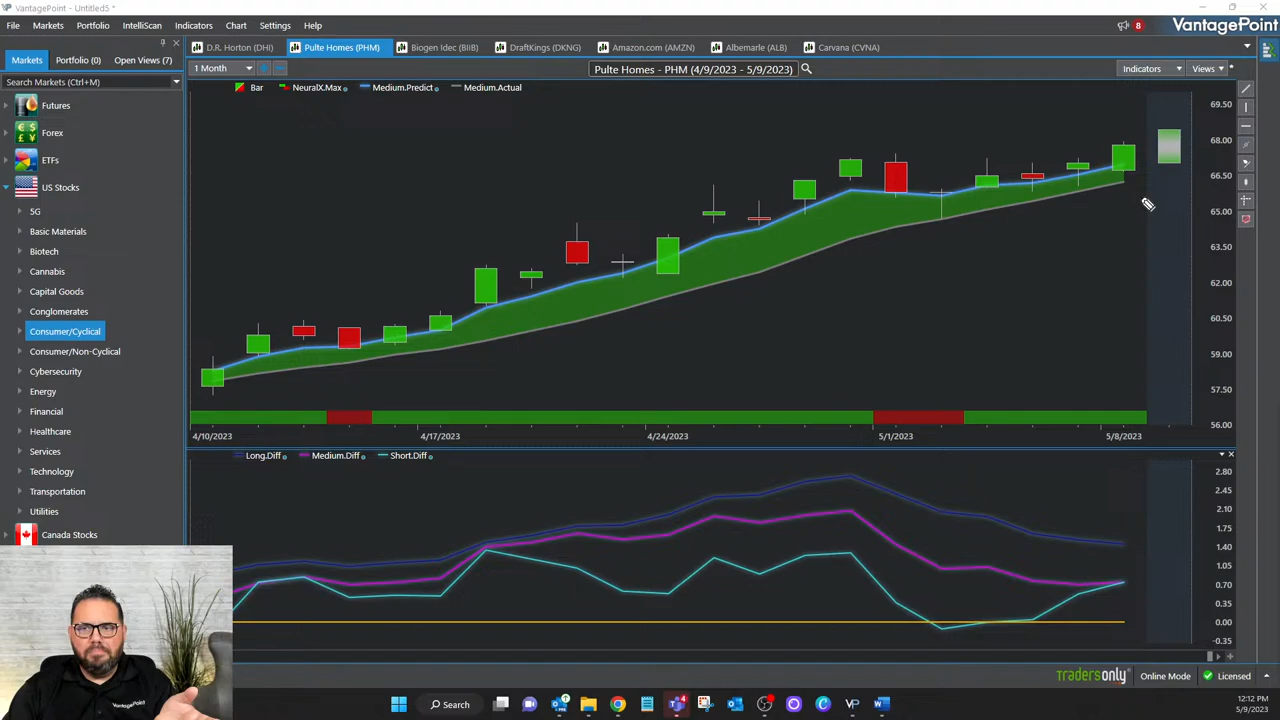 VantagePoint - Untitled5 *
File Markets Portfolio IntelliScan Indicators Chart Settings Help
8 VantagePoint
Markets Portfolio (0) Open Views (7)
D.R. Horton (DHI) Pulte Homes (PHM) Biogen Idec (BIIB) DraftKings (DKNG) Amazon.com (AMZN) Albemarle (ALB) Carvana (CVNA)
Search Markets (Ctrl+M)
1 Month
Pulte Homes - PHM (4/9/2023 - 5/9/2023)
Indicators Views
Bar NeuralX.Max Medium.Predict Medium.Actual
Futures
Forex
ETFs
US Stocks
5G
Basic Materials
Biotech
Cannabis
Capital Goods
Conglomerates
Consumer/Cyclical
Consumer/Non-Cyclical
Cybersecurity
Energy
Financial
Healthcare
Services
Technology
Transportation
Utilities
Canada Stocks
69.50
68.00
66.50
65.00
63.50
62.00
60.50
59.00
57.50
56.00
4/10/2023 4/17/2023 4/24/2023 5/1/2023 5/8/2023
Long.Diff Medium.Diff Short.Diff
2.80
2.45
2.10
1.75
1.40
1.05
0.70
0.35
0.00
-0.35
VantagePoint
tradersonly Online Mode Licensed
Search
4
VP
12:12 PM
5/9/2023